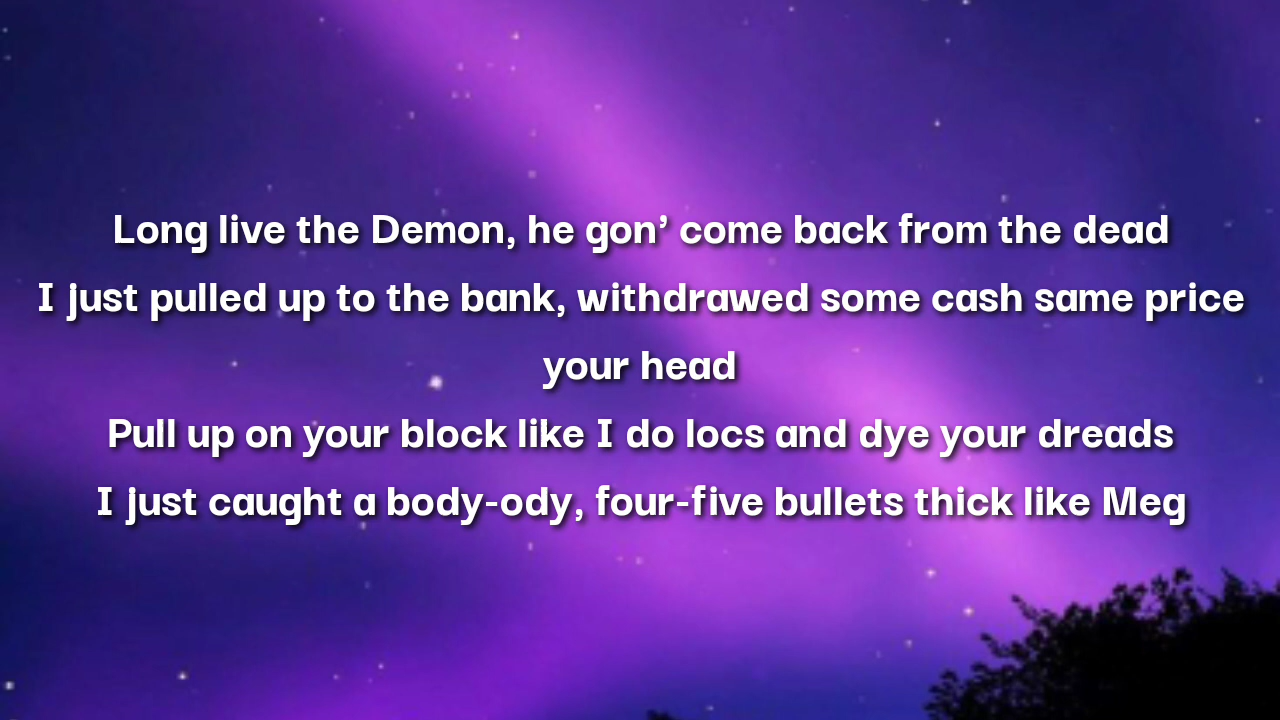 Long live the Demon, he gon’ come back from the dead
I just pulled up to the bank, withdrawed some cash same price
your head
Pull up on your block like I do locs and dye your dreads
I just caught a body-ody, four-five bullets thick like Meg